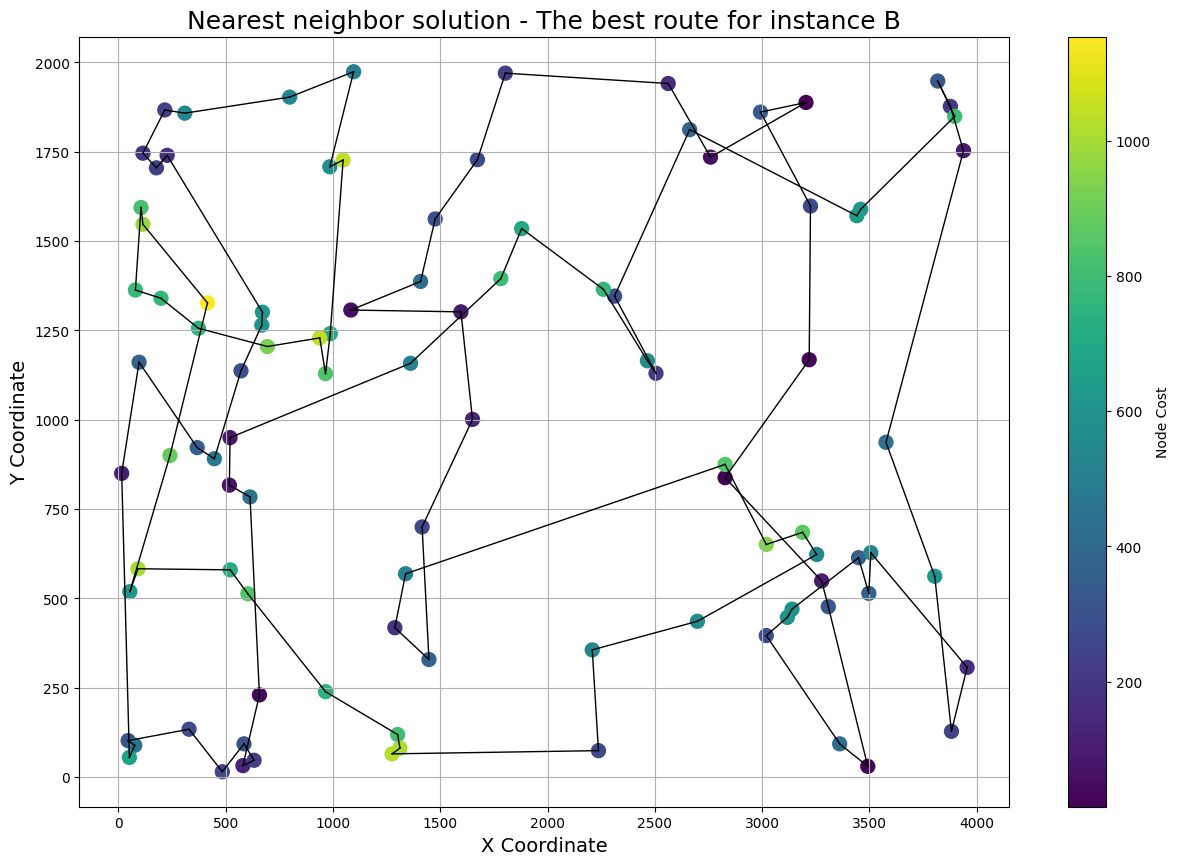 Nearest neighbor solution - The best route for instance B
Y Coordinate
2000
1750
1500
1250
1000
750
500
250
0
0 500 1000 1500 2000 2500 3000 3500 4000
X Coordinate
1000
800
600
400
200
Node Cost